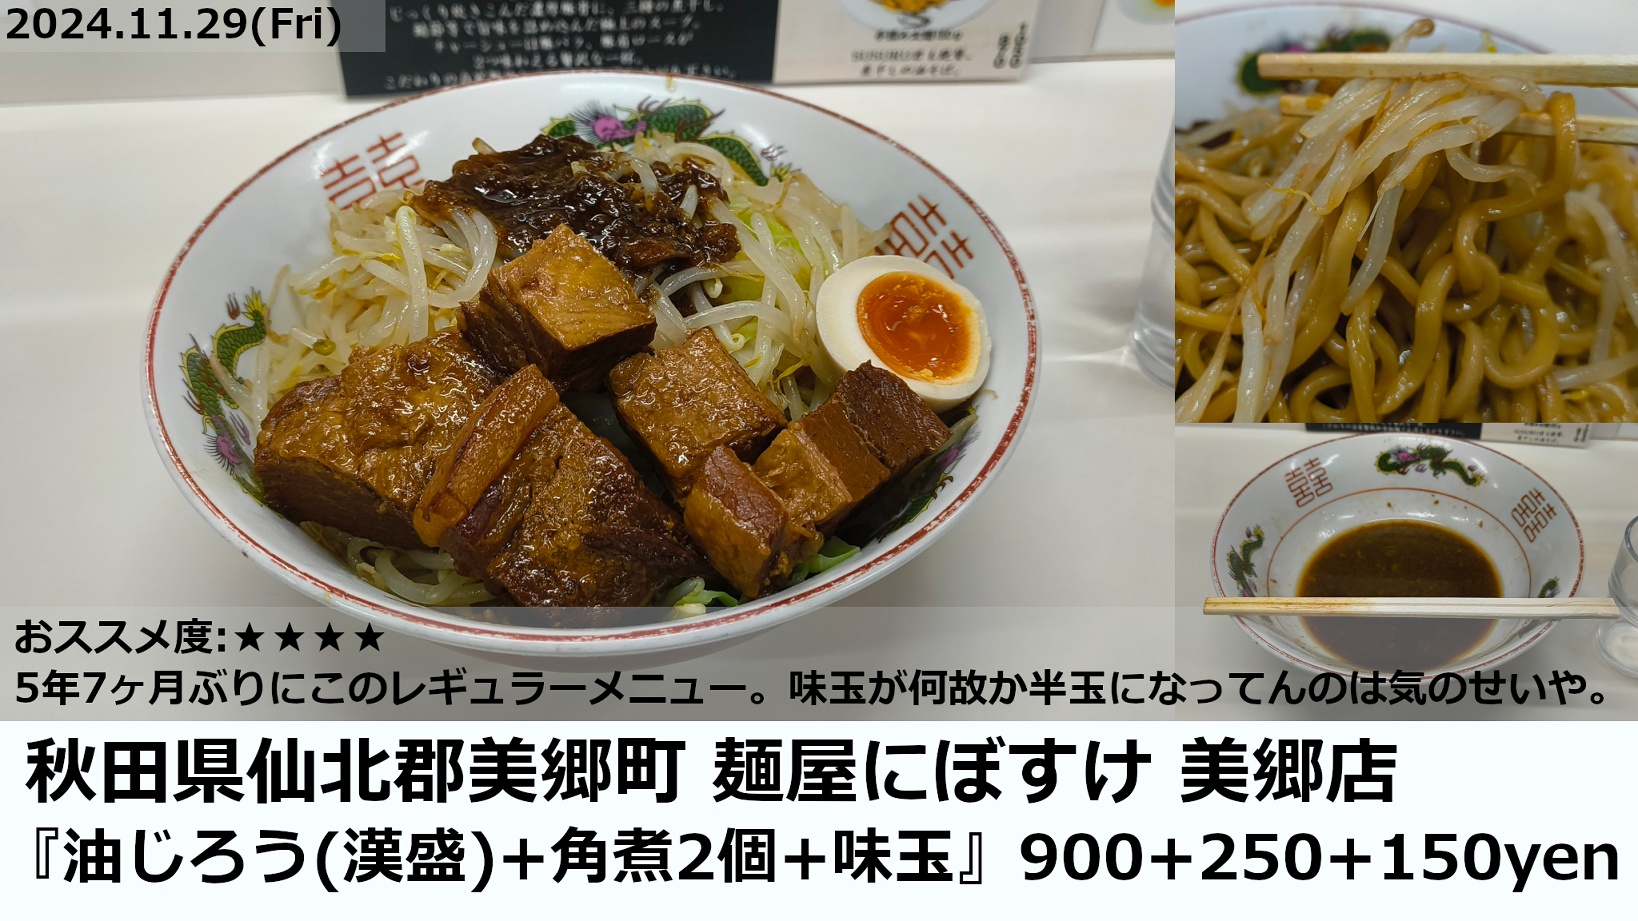 2024.11.29(Fri)
おススメ度:★★★★
5年7ヶ月ぶりにこのレギュラーメニュー。味玉が何故か半玉になってんのは気のせいや。
秋田県仙北郡美郷町 麺屋にぼすけ 美郷店
『油じろう(漢盛)+角煮2個+味玉』900+250+150yen